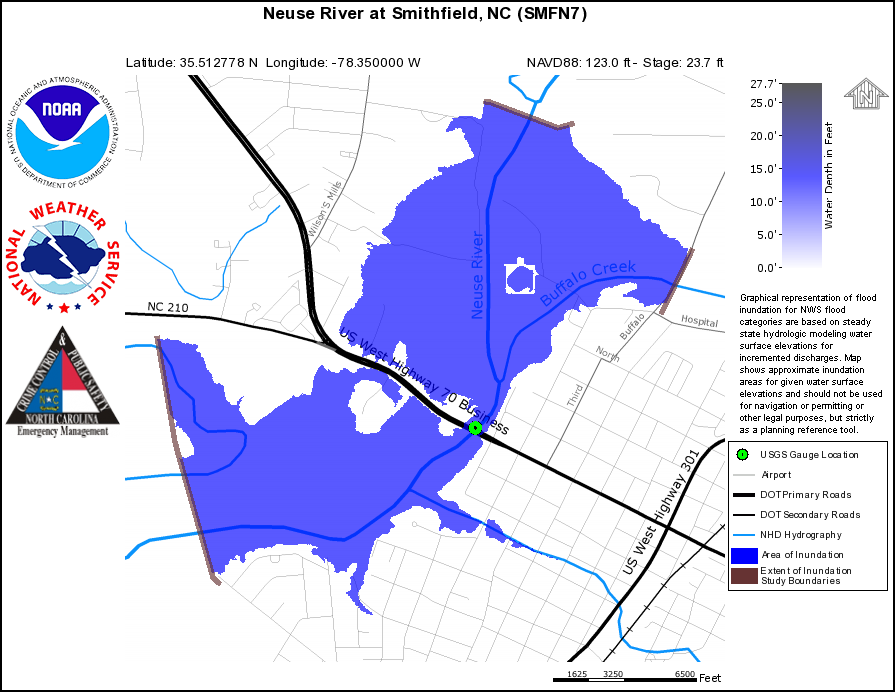 Neuse River at Smithfield, NC (SMFN7)
Latitude: 35.512778 N Longitude: -78.350000 W
NAVD88: 123.0 ft - Stage: 23.7 ft
NATIONAL OCEANIC AND ATMOSPHERIC ADMINISTRATION
NOAA
U.S. DEPARTMENT OF COMMERCE
NATIONAL WEATHER SERVICE
CRIME CONTROL & PUBLIC SAFETY
NC
NORTH CAROLINA
Emergency Management
Wilson'S Mills
NC 210
US West Highway 70 Business
Neuse River
Buffalo Creek
Buffalo
Hospital
North
Third
US West Highway 301
27.7'
25.0'
20.0'
15.0'
10.0'
5.0'
0.0'
Water Depth in Feet
N
Graphical representation of flood
inundation for NWS flood
categories are based on steady
state hydrologic modeling water
surface elevations for
incremented discharges. Map
shows approximate inundation
areas for given water surface
elevations and should not be used
for navigation or permitting or
other legal purposes, but strictly
as a planning reference tool.
USGS Gauge Location
Airport
DOT Primary Roads
DOT Secondary Roads
NHD Hydrography
Area of Inundation
Extent of Inundation
Study Boundaries
1625 3250 6500 Feet